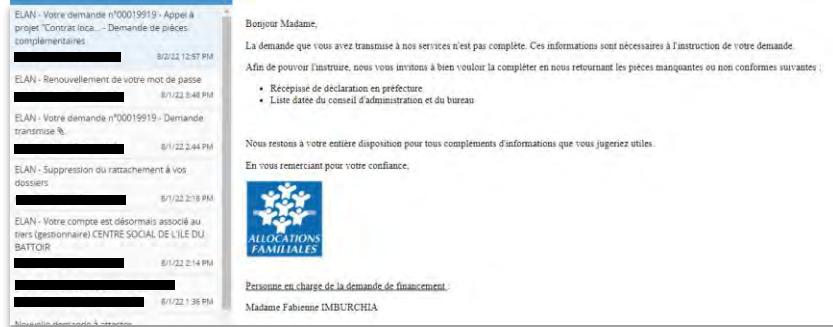 ELAN - Votre demande n°00019919 - Appel à
projet "Contrat loca... - Demande de pièces
complémentaires
8/2/22 12:57 PM
ELAN - Renouvellement de votre mot de passe
8/1/22 3:48 PM
ELAN - Votre demande n°00019919 - Demande
transmise
8/1/22 2:44 PM
ELAN - Suppression du rattachement à vos
dossiers
8/1/22 2:18 PM
ELAN - Votre compte est désormais associé au
tiers (gestionnaire) CENTRE SOCIAL DE L'ILE DU
BATTOIR
8/1/22 2:14 PM
8/1/22 1:36 PM
Nouvelle demande à attester
Bonjour Madame,
La demande que vous avez transmise à nos services n'est pas complète. Ces informations sont nécessaires à l'instruction de votre demande.
Afin de pouvoir l'instruire, nous vous invitons à bien vouloir la compléter en nous retournant les pièces manquantes ou non conformes suivantes :
• Récépissé de déclaration en préfecture
• Liste datée du conseil d'administration et du bureau
Nous restons à votre entière disposition pour tous compléments d'informations que vous jugeriez utiles.
En vous remerciant pour votre confiance,
ALLOCATIONS
FAMILIALES
Personne en charge de la demande de financement :
Madame Fabienne IMBURCHIA